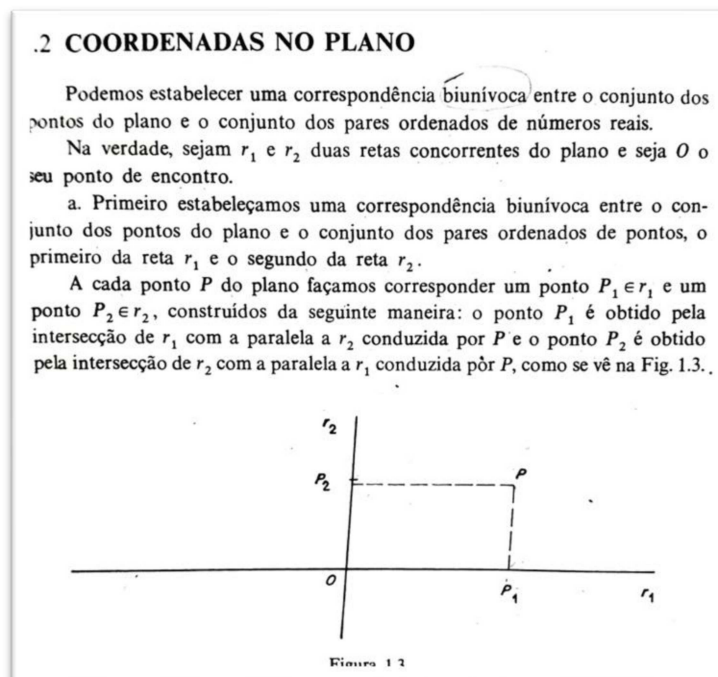 .2 COORDENADAS NO PLANO
Podemos estabelecer uma correspondência biunívoca entre o conjunto dos
pontos do plano e o conjunto dos pares ordenados de números reais.
Na verdade, sejam r₁ e r₂ duas retas concorrentes do plano e seja O o
seu ponto de encontro.
a. Primeiro estabeleçamos uma correspondência biunívoca entre o con-
junto dos pontos do plano e o conjunto dos pares ordenados de pontos, o
primeiro da reta r₁ e o segundo da reta r₂.
A cada ponto P do plano façamos corresponder um ponto P₁ ∈ r₁ e um
ponto P₂ ∈ r₂, construídos da seguinte maneira: o ponto P₁ é obtido pela
intersecção de r₁ com a paralela a r₂ conduzida por P e o ponto P₂ é obtido
pela intersecção de r₂ com a paralela a r₁ conduzida por P, como se vê na Fig. 1.3.
r₂
P₂
P
O
P₁
r₁
Figura 1.3